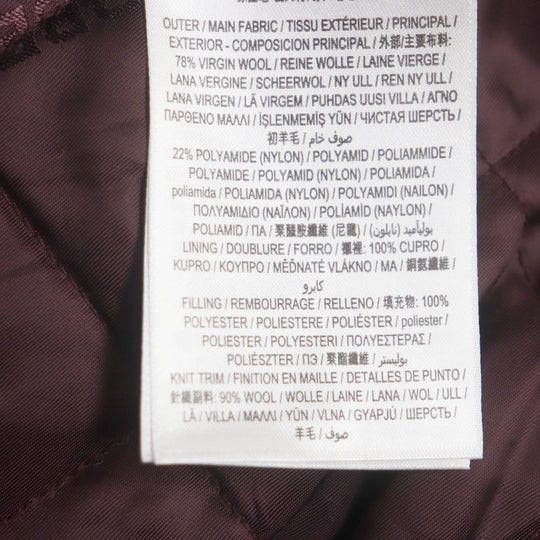 OUTER / MAIN FABRIC / TISSU EXTÉRIEUR / PRINCIPAL /
EXTERIOR - COMPOSICION PRINCIPAL / 外部/主要布料:
78% VIRGIN WOOL / REINE WOLLE / LAINE VIERGE /
LANA VERGINE / SCHEERWOL / NY ULL / REN NY ULL /
LANA VIRGEN / LÃ VIRGEM / PUHDAS UUSI VILLA / ΑΓΝΟ
ΠΑΡΘΕΝΟ ΜΑΛΛΙ / İŞLENMEMİŞ YÜN / ЧИСТАЯ ШЕРСТЬ /
初羊毛 / صوف خام
22% POLYAMIDE (NYLON) / POLYAMID / POLIAMMIDE /
POLYAMIDE / POLYAMID / POLYAMID / POLIAMIDA /
poliamida / POLIAMIDA (NYLON) / POLYAMIDI (NAILON) /
ΠΟΛΥΑΜΙΔΙΟ (ΝΑΪΛΟΝ) / POLİAMİD (NAYLON) /
POLIAMID / ПА / 聚醯胺纖維 (尼龍) / (نايلون) بوليآميد
LINING / DOUBLURE / FORRO / 襯裡: 100% CUPRO /
KUPRO / ΚΟΥΠΡΟ / MĚĎNATÉ VLÁKNO / MA / 銅氨纖維 /
كابرو
FILLING / REMBOURRAGE / RELLENO / 填充物: 100%
POLYESTER / POLIESTERE / POLIÉSTER / poliester /
POLIESTER / POLYESTERI / ΠΟΛΥΕΣΤΕΡΑΣ /
POLIÉSZTER / ПЭ / 聚酯纖維 / بوليستر
KNIT TRIM / FINITION EN MAILLE / DETALLES DE PUNTO /
針織副料: 90% WOOL / WOLLE / LAINE / LANA / WOL / ULL /
LÃ / VILLA / ΜΑΛΛΙ / YÜN / VLNA / GYAPJÚ / ШЕРСТЬ /
羊毛 / صوف